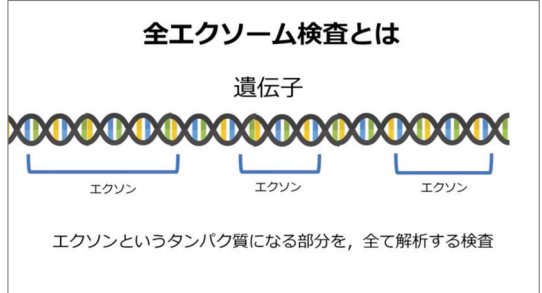 全エクソーム検査とは
遺伝子
エクソン
エクソン
エクソン
エクソンというタンパク質になる部分を，全て解析する検査